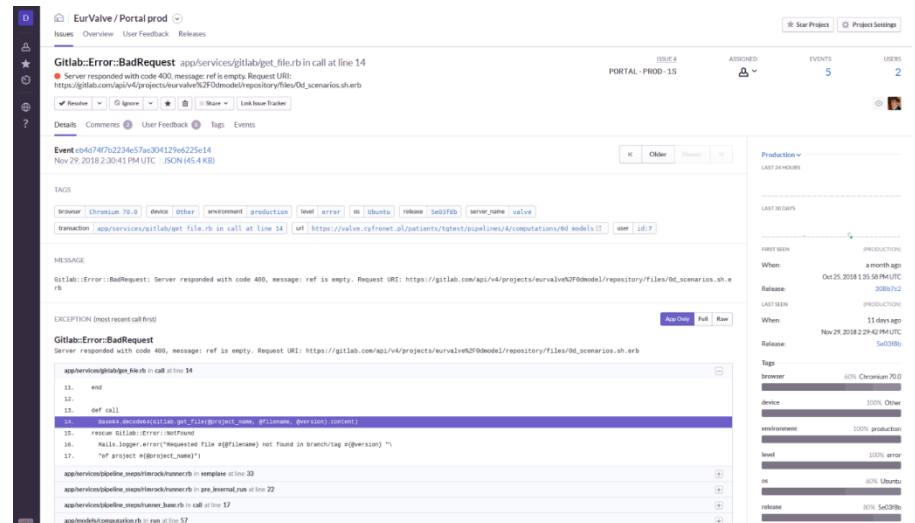 D
EurValve / Portal prod
Star Project
Project Settings
Issues Overview User Feedback Releases
Gitlab::Error::BadRequest app/services/gitlab/get_file.rb in call at line 14
Server responded with code 400, message: ref is empty. Request URI:
https://gitlab.com/api/v4/projects/eurvalve%2F0dmodel/repository/files/0d_scenarios.sh.erb
ISSUE #
PORTAL-PROD-1S
ASSIGNED
EVENTS
5
USERS
2
Resolve Ignore Share Link Issue Tracker
?
Details Comments 0 User Feedback 0 Tags Events
Event eb4d74f7b2234e57ae304129e6225e14
Nov 29, 2018 2:30:41 PM UTC JSON (45.4 KB)
Older Newer
TAGS
browser Chromium 70.0 device Other environment production level error os Ubuntu release 5e03f8b server_name valve
transaction app/services/gitlab/get_file.rb in call at line 14 url https://valve.cyfronet.pl/patients/tqtest/pipelines/4/computations/0d_models user id:7
MESSAGE
Gitlab::Error::BadRequest: Server responded with code 400, message: ref is empty. Request URI: https://gitlab.com/api/v4/projects/eurvalve%2F0dmodel/repository/files/0d_scenarios.sh.e
rb
EXCEPTION (most recent call first)
App Only Full Raw
Gitlab::Error::BadRequest
Server responded with code 400, message: ref is empty. Request URI: https://gitlab.com/api/v4/projects/eurvalve%2F0dmodel/repository/files/0d_scenarios.sh.erb
app/services/gitlab/get_file.rb in call at line 14
11. end
12.
13. def call
14. Base64.decode64(Gitlab.get_file(@project_name, @filename, @version).content)
15. rescue Gitlab::Error::NotFound
16. Rails.logger.error("Requested file #{@filename} not found in branch/tag #{@version} "\
17. "of project #{@project_name}")
app/services/pipeline_steps/rimrock/runner.rb in template at line 33
app/services/pipeline_steps/rimrock/runner.rb in pre_internal_run at line 22
app/services/pipeline_steps/runner_base.rb in call at line 17
app/models/computation.rb in run at line 57
Production
LAST 24 HOURS
LAST 30 DAYS
FIRST SEEN (PRODUCTION)
When: a month ago
Oct 25, 2018 1:35:58 PM UTC
Release: 308b7c2
LAST SEEN (PRODUCTION)
When: 11 days ago
Nov 29, 2018 2:29:42 PM UTC
Release: 5e03f8b
Tags
browser 60% Chromium 70.0
device 100% Other
environment 100% production
level 100% error
os 60% Ubuntu
release 80% 5e03f8b